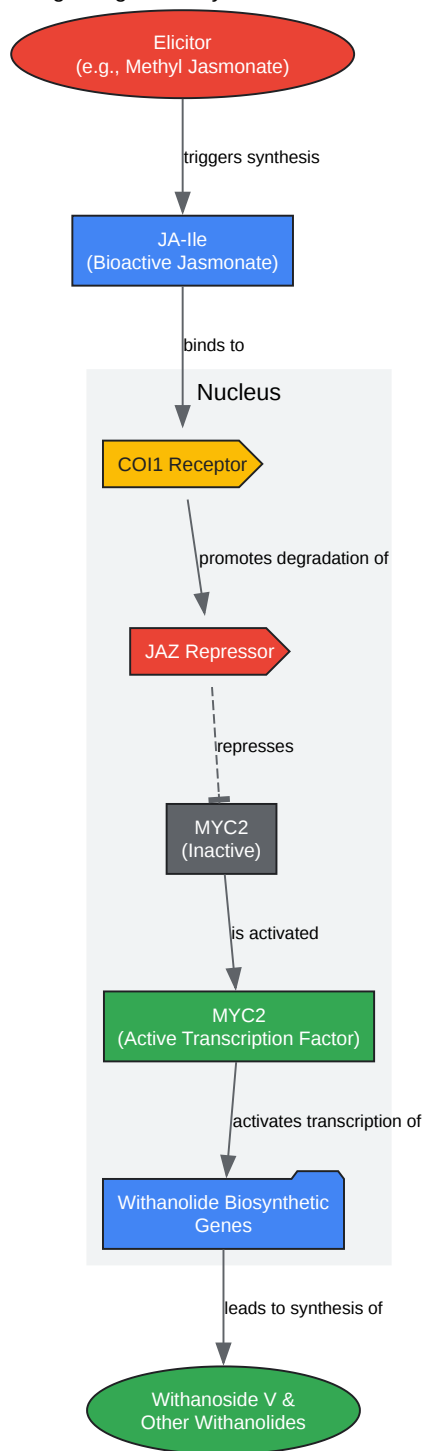 Elicitor
(e.g., Methyl Jasmonate)
triggers synthesis
JA-Ile
(Bioactive Jasmonate)
binds to
Nucleus
COI1 Receptor
promotes degradation of
JAZ Repressor
represses
MYC2
(Inactive)
is activated
MYC2
(Active Transcription Factor)
activates transcription of
Withanolide Biosynthetic
Genes
leads to synthesis of
Withanoside V &
Other Withanolides